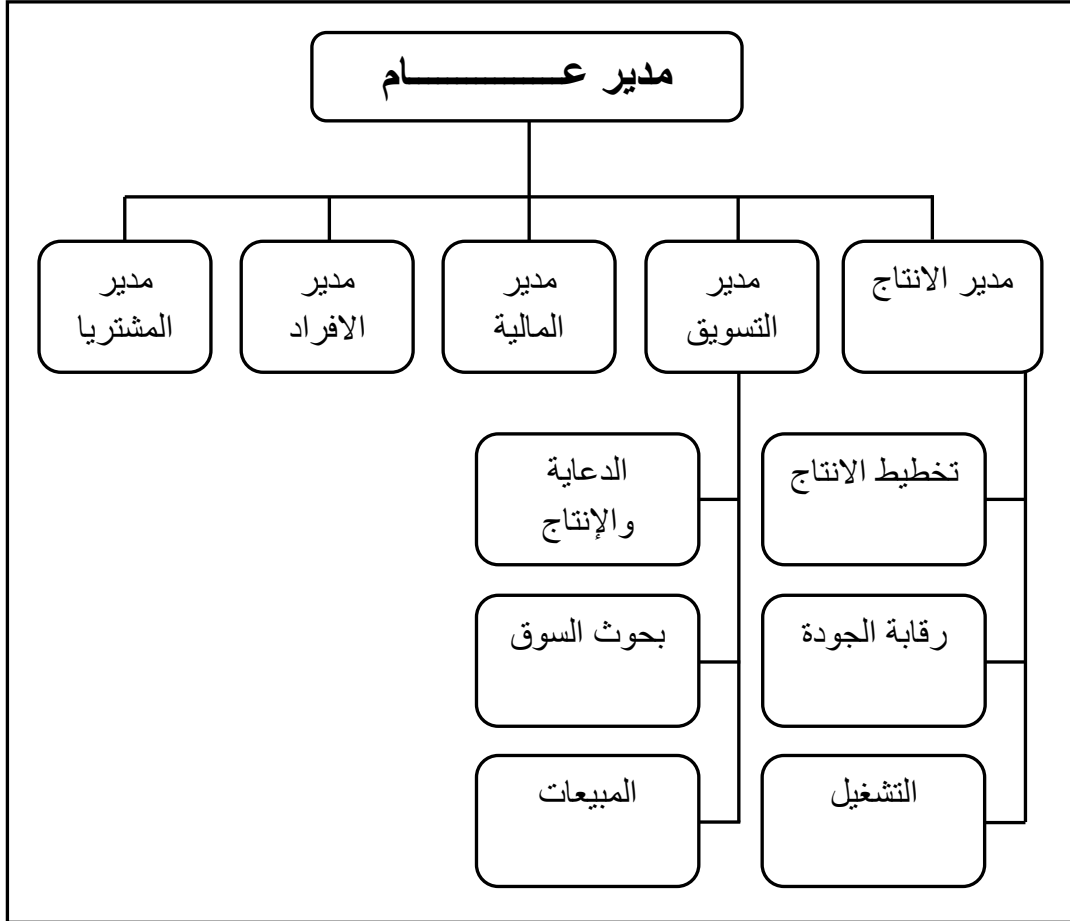 مدير عـــــــــــــام
مدير الانتاج
مدير
التسويق
مدير
المالية
مدير
الافراد
مدير
المشتريا
تخطيط الانتاج
الدعاية
والإنتاج
رقابة الجودة
بحوث السوق
التشغيل
المبيعات